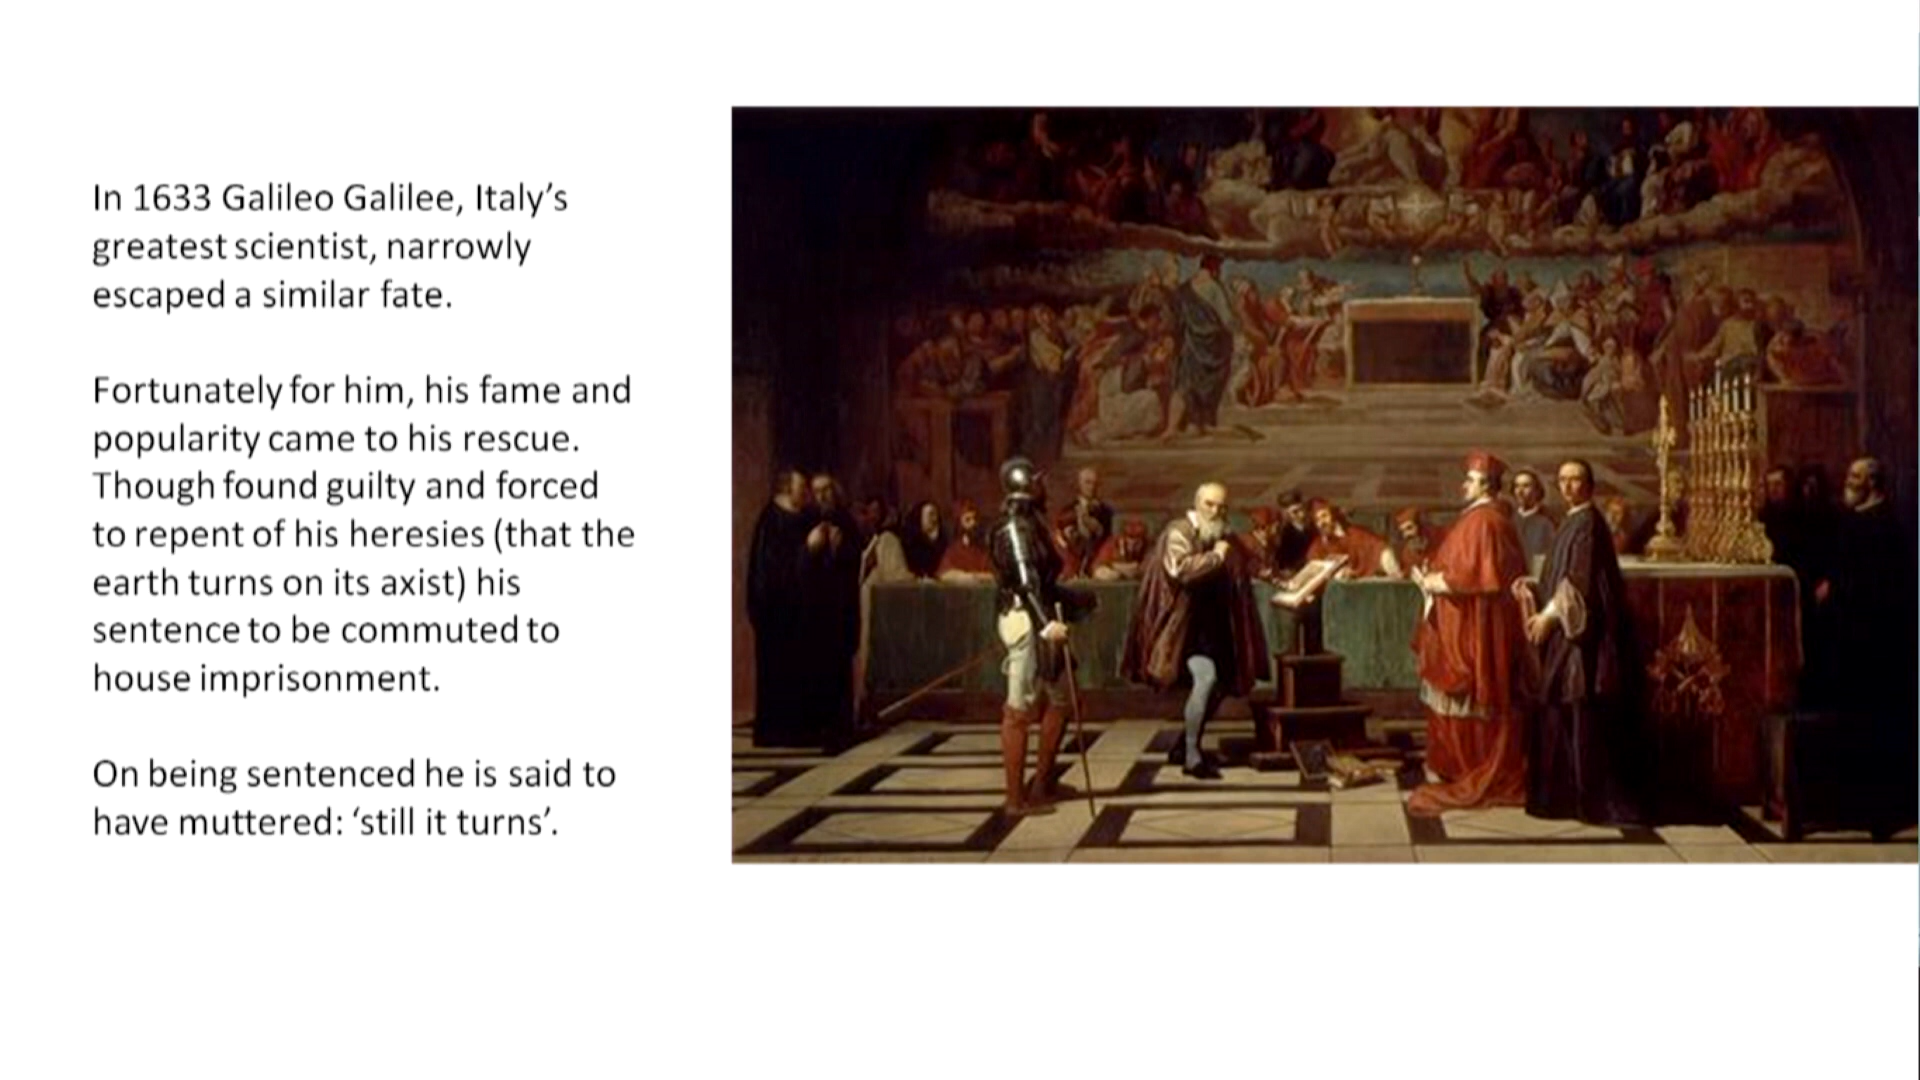 In 1633 Galileo Galilee, Italy’s
greatest scientist, narrowly
escaped a similar fate.
Fortunately for him, his fame and
popularity came to his rescue.
Though found guilty and forced
to repent of his heresies (that the
earth turns on its axist) his
sentence to be commuted to
house imprisonment.
On being sentenced he is said to
have muttered: ‘still it turns’.